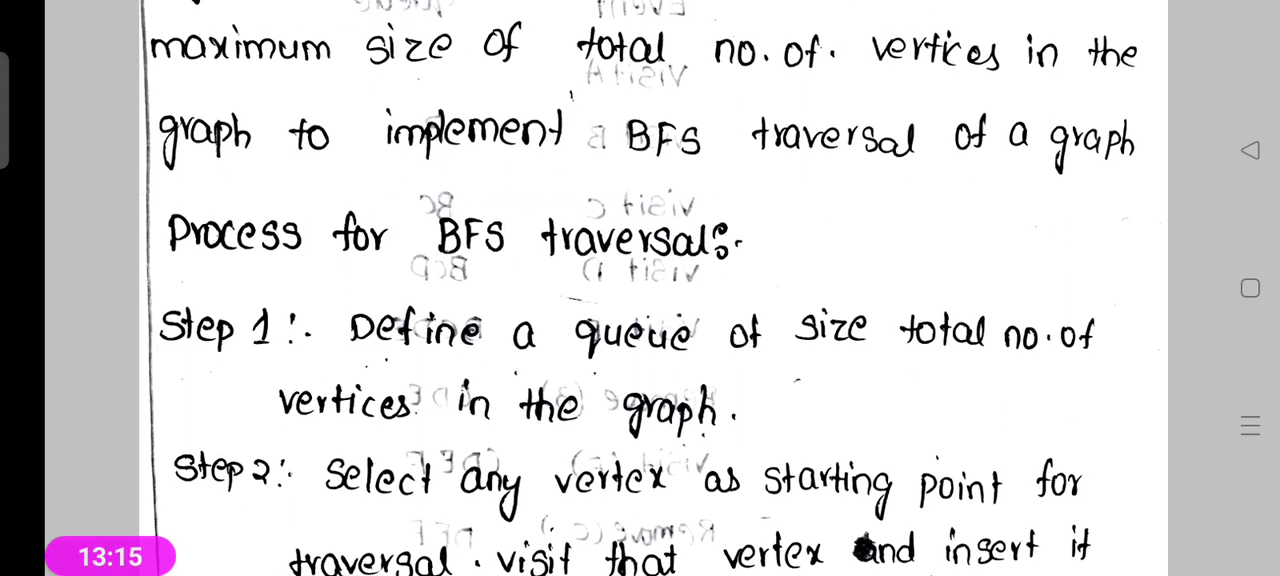 maximum size of total no. of. vertices in the
graph to implement BFS traversal of a graph
Process for BFS traversals:-
Step 1:. Define a queue of size total no. of
vertices in the graph.
Step 2:. Select any vertex as starting point for
traversal. visit that vertex and insert it
13:15